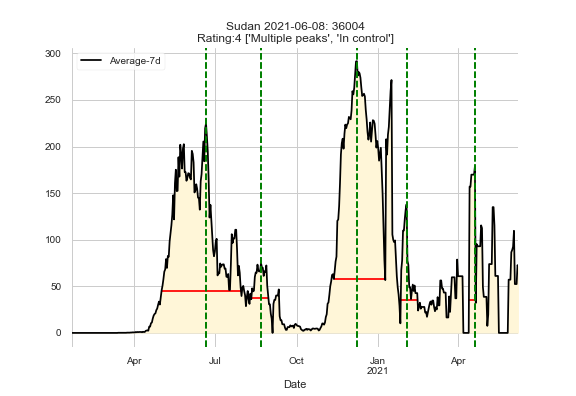 Sudan 2021-06-08: 36004
Rating:4 ['Multiple peaks', 'In control']
Average-7d
300
250
200
150
100
50
0
Apr
Jul
Oct
Jan
2021
Apr
Date